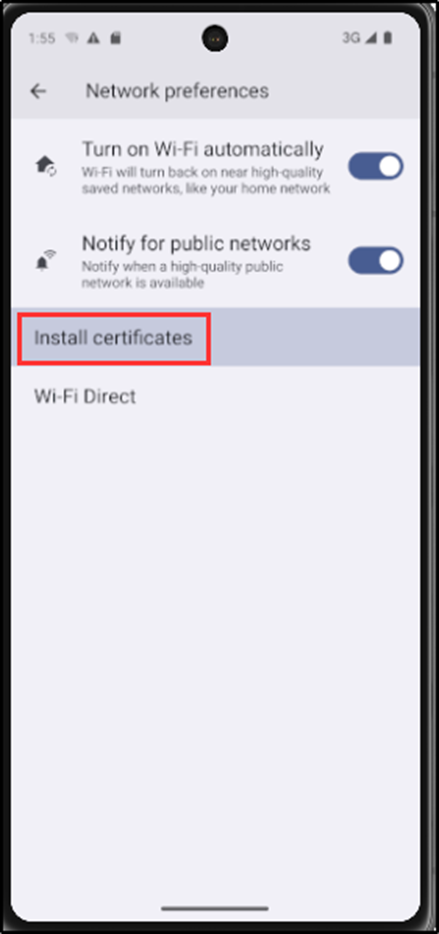 1:55
3G
Network preferences
Turn on Wi-Fi automatically
Wi-Fi will turn back on near high-quality
saved networks, like your home network
Notify for public networks
Notify when a high-quality public
network is available
Install certificates
Wi-Fi Direct